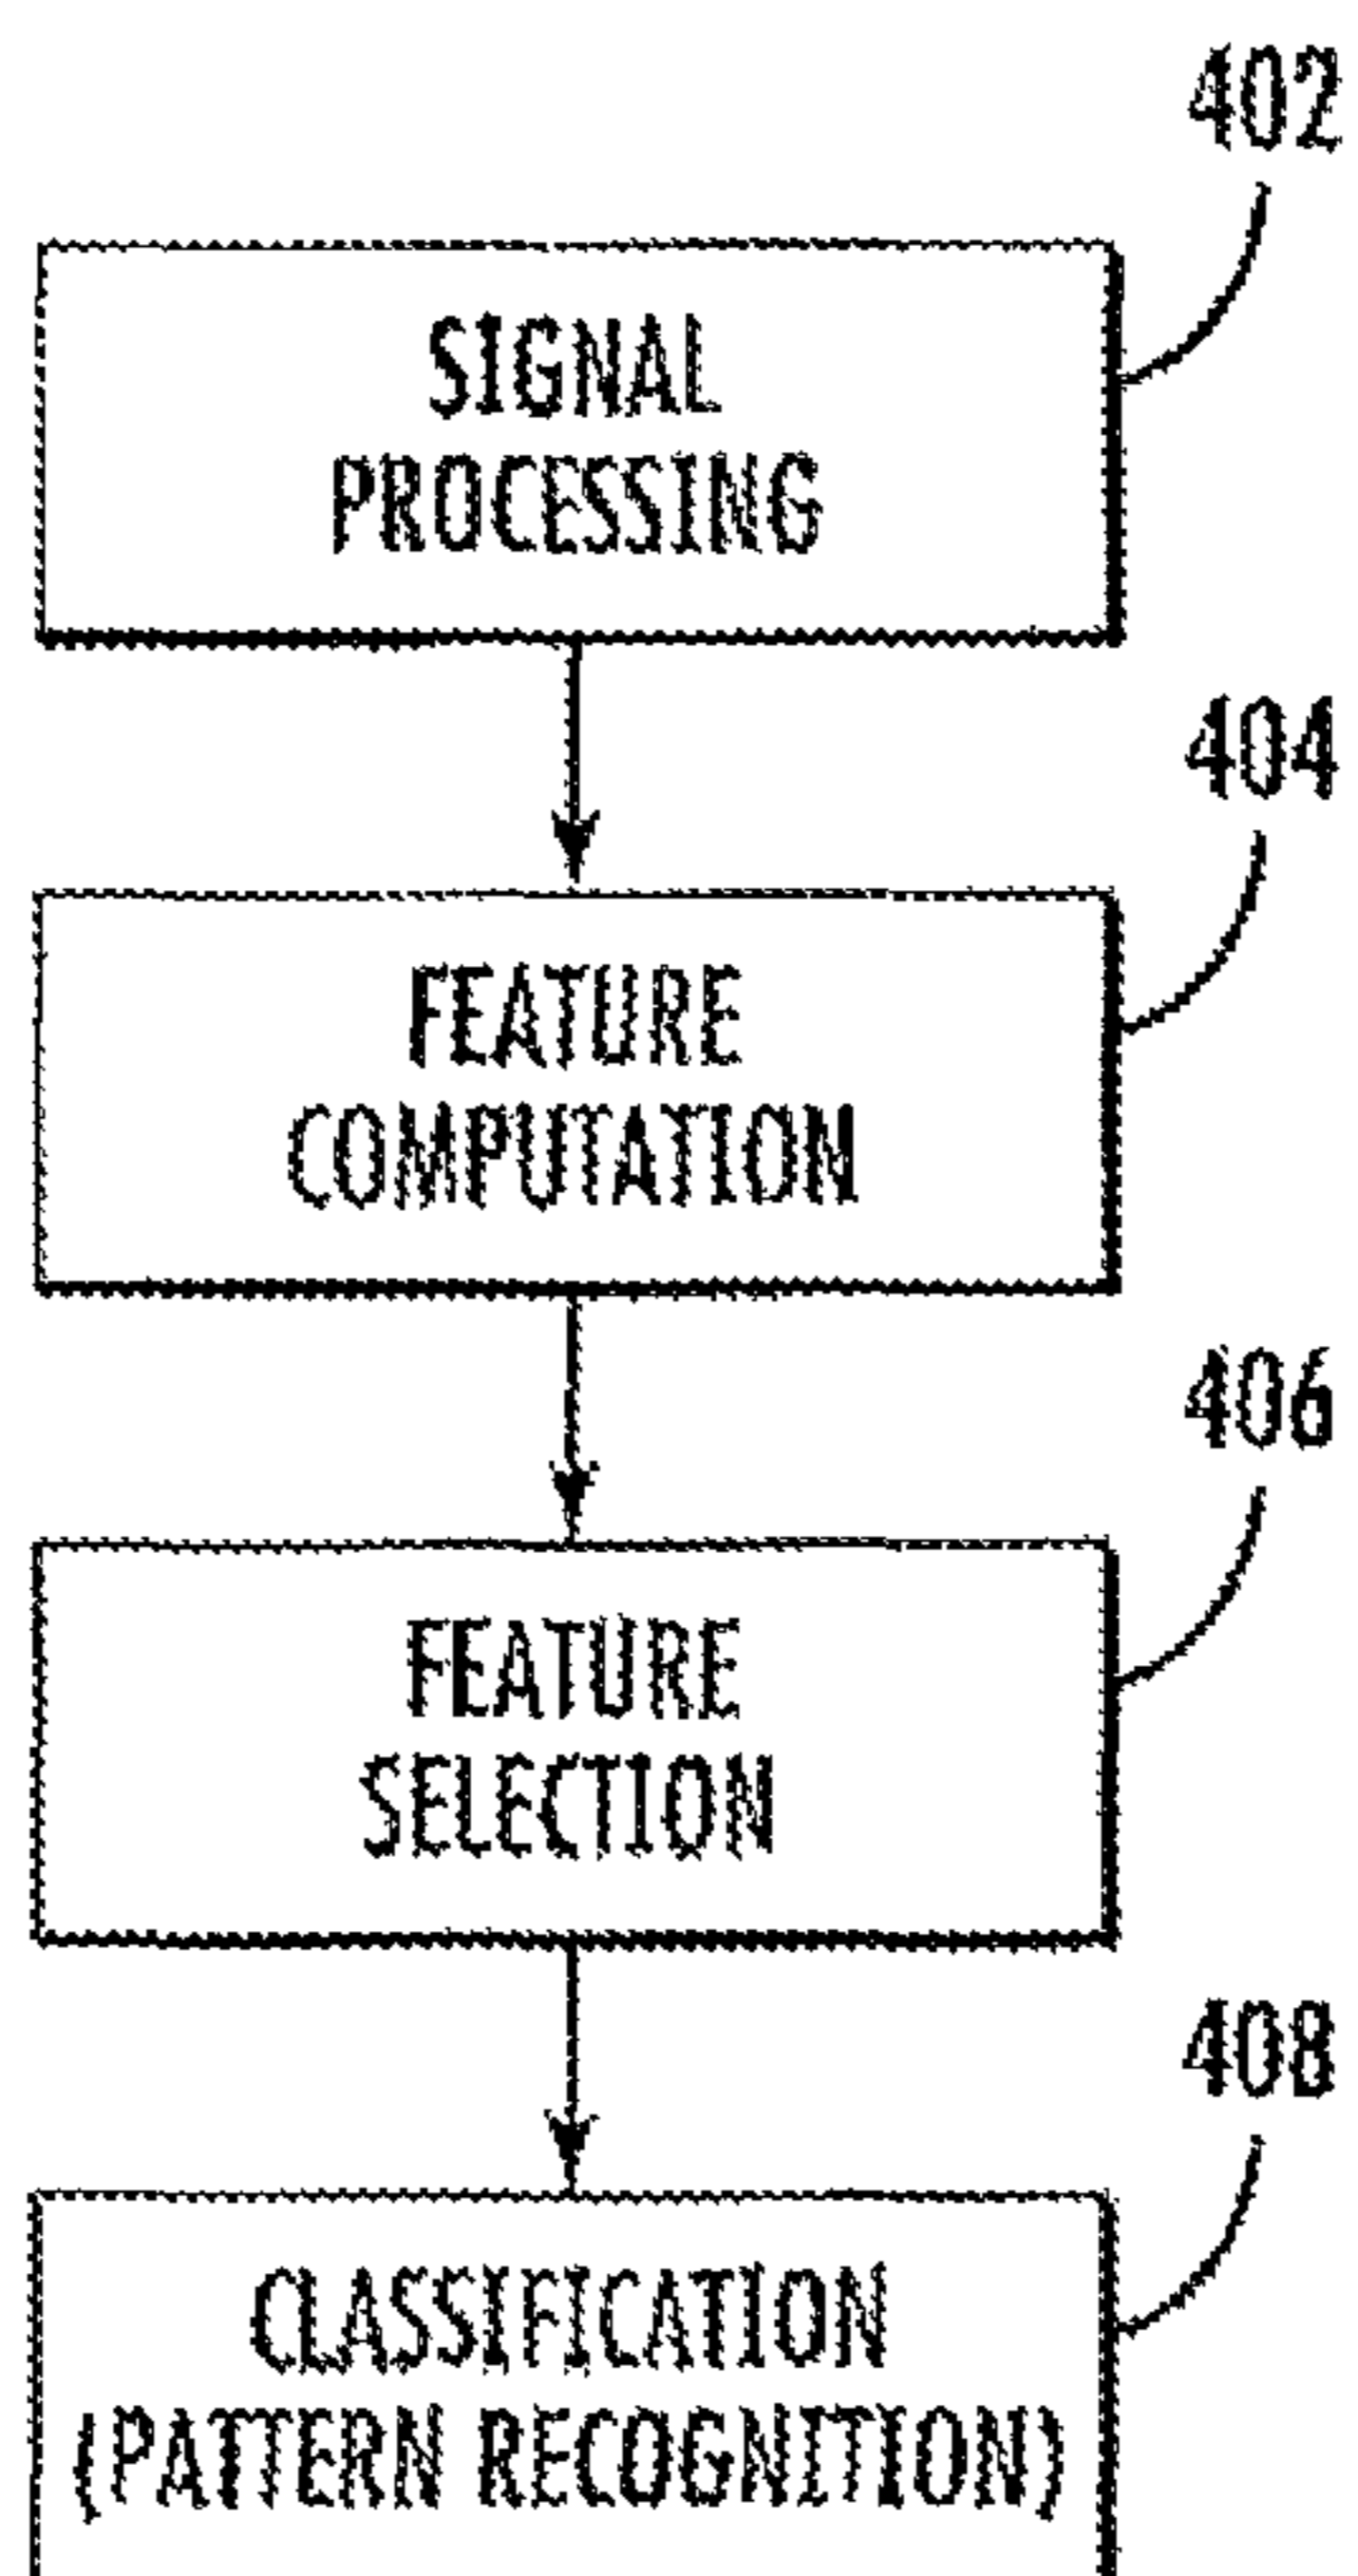 402
SIGNAL
PROCESSING
404
FEATURE
COMPUTATION
406
FEATURE
SELECTION
408
CLASSIFICATION
(PATTERN RECOGNITION)